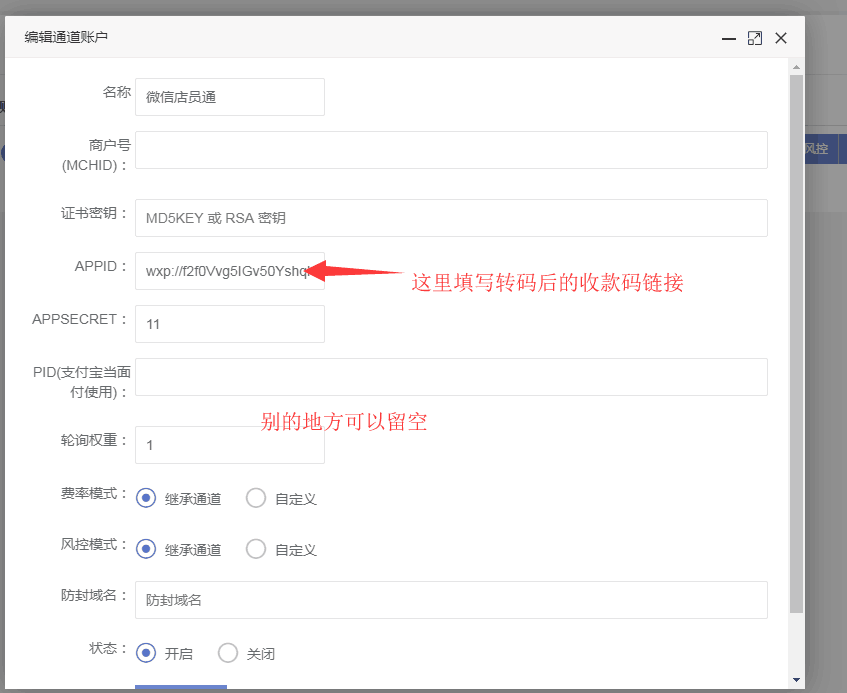 编辑通道账户
名称
微信店员通
商户号
(MCHID)：
证书密钥：
MD5KEY 或 RSA 密钥
APPID：
wxp://f2f0Vvg5IGv50Yshq
这里填写转码后的收款码链接
APPSECRET：
11
PID(支付宝当面
付使用)：
别的地方可以留空
轮询权重：
1
费率模式：
继承通道
自定义
风控模式：
继承通道
自定义
防封域名：
防封域名
状态：
开启
关闭
风控